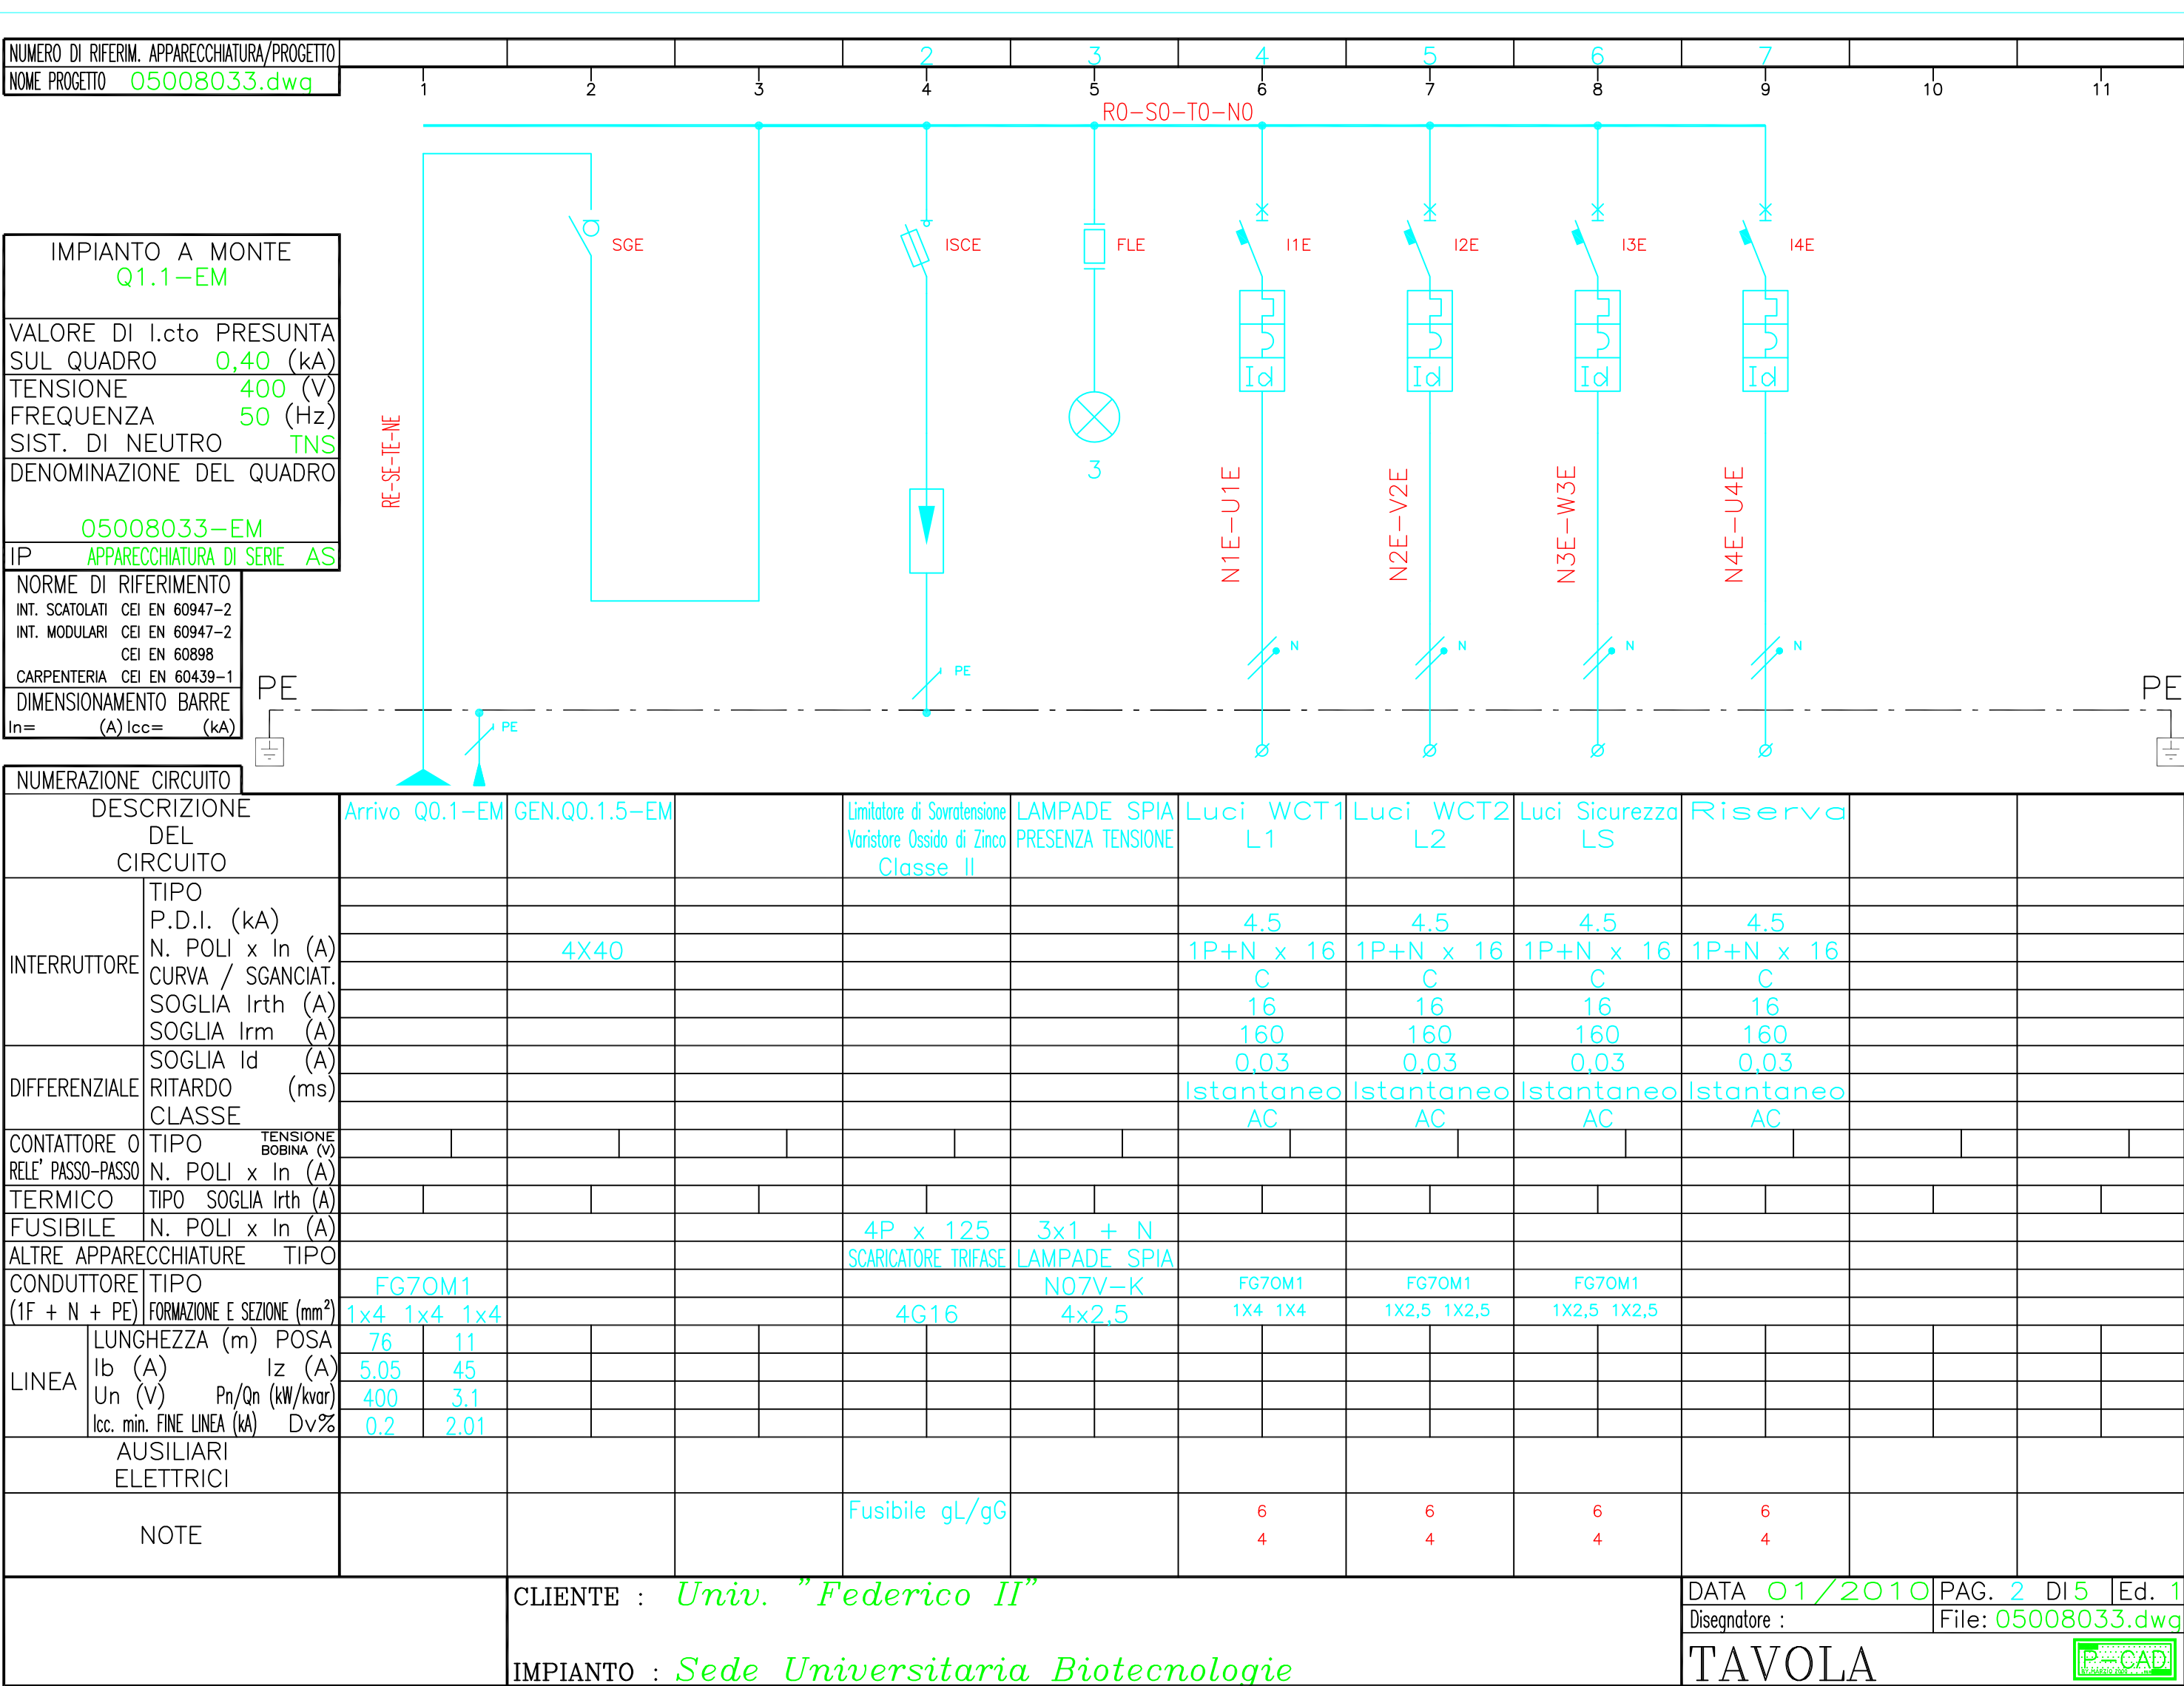 NUMERO DI RIFERIM. APPARECCHIATURA/PROGETTO 2 3 4 5 6 7
NOME PROGETTO 05008033.dwg 1 2 3 4 5 6 7 8 9 10 11
R0-S0-T0-N0
IMPIANTO A MONTE
Q1.1-EM
SGE ISCE FLE I1E I2E I3E I4E
VALORE DI I.cto PRESUNTA
SUL QUADRO 0,40 (kA)
TENSIONE 400 (V)
FREQUENZA 50 (Hz)
SIST. DI NEUTRO TNS
DENOMINAZIONE DEL QUADRO
05008033-EM
IP APPARECCHIATURA DI SERIE AS
Id Id Id Id
RE-SE-TE-NE
3
N1E-U1E N2E-V2E N3E-W3E N4E-U4E
NORME DI RIFERIMENTO
INT. SCATOLATI CEI EN 60947-2
INT. MODULARI CEI EN 60947-2
CEI EN 60898
CARPENTERIA CEI EN 60439-1
N N N N
PE
PE PE
DIMENSIONAMENTO BARRE
In= (A) Icc= (kA)
PE
NUMERAZIONE CIRCUITO
DESCRIZIONE Arrivo Q0.1-EM GEN.Q0.1.5-EM Limitatore di Sovratensione LAMPADE SPIA Luci WCT1 Luci WCT2 Luci Sicurezza Riserva
DEL Varistore Ossido di Zinco PRESENZA TENSIONE L1 L2 LS
CIRCUITO Classe II
INTERRUTTORE
TIPO
P.D.I. (kA) 4.5 4.5 4.5 4.5
N. POLI x In (A) 4X40 1P+N x 16 1P+N x 16 1P+N x 16 1P+N x 16
CURVA / SGANCIAT. C C C C
SOGLIA Irth (A) 16 16 16 16
SOGLIA Irm (A) 160 160 160 160
DIFFERENZIALE
SOGLIA Id (A) 0,03 0,03 0,03 0,03
RITARDO (ms) Istantaneo Istantaneo Istantaneo Istantaneo
CLASSE AC AC AC AC
CONTATTORE O TIPO TENSIONE BOBINA (V)
RELE' PASSO-PASSO N. POLI x In (A)
TERMICO TIPO SOGLIA Irth (A)
FUSIBILE N. POLI x In (A) 4P x 125 3x1 + N
ALTRE APPARECCHIATURE TIPO SCARICATORE TRIFASE LAMPADE SPIA
CONDUTTORE TIPO FG7OM1 N07V-K FG7OM1 FG7OM1 FG7OM1
(1F + N + PE) FORMAZIONE E SEZIONE (mm²) 1x4 1x4 1x4 4G16 4x2,5 1X4 1X4 1X2,5 1X2,5 1X2,5 1X2,5
LINEA
LUNGHEZZA (m) POSA 76 11
Ib (A) Iz (A) 5.05 45
Un (V) Pn/Qn (kW/kvar) 400 3.1
Icc. min. FINE LINEA (kA) Dv% 0.2 2.01
AUSILIARI
ELETTRICI
NOTE
Fusibile gL/gG 6 6 6 6
4 4 4 4
CLIENTE : Univ. "Federico II"
IMPIANTO : Sede Universitaria Biotecnologie
DATA 01/2010 PAG. 2 DI 5 Ed. 1
Disegnatore : File: 05008033.dwg
TAVOLA P-CAD